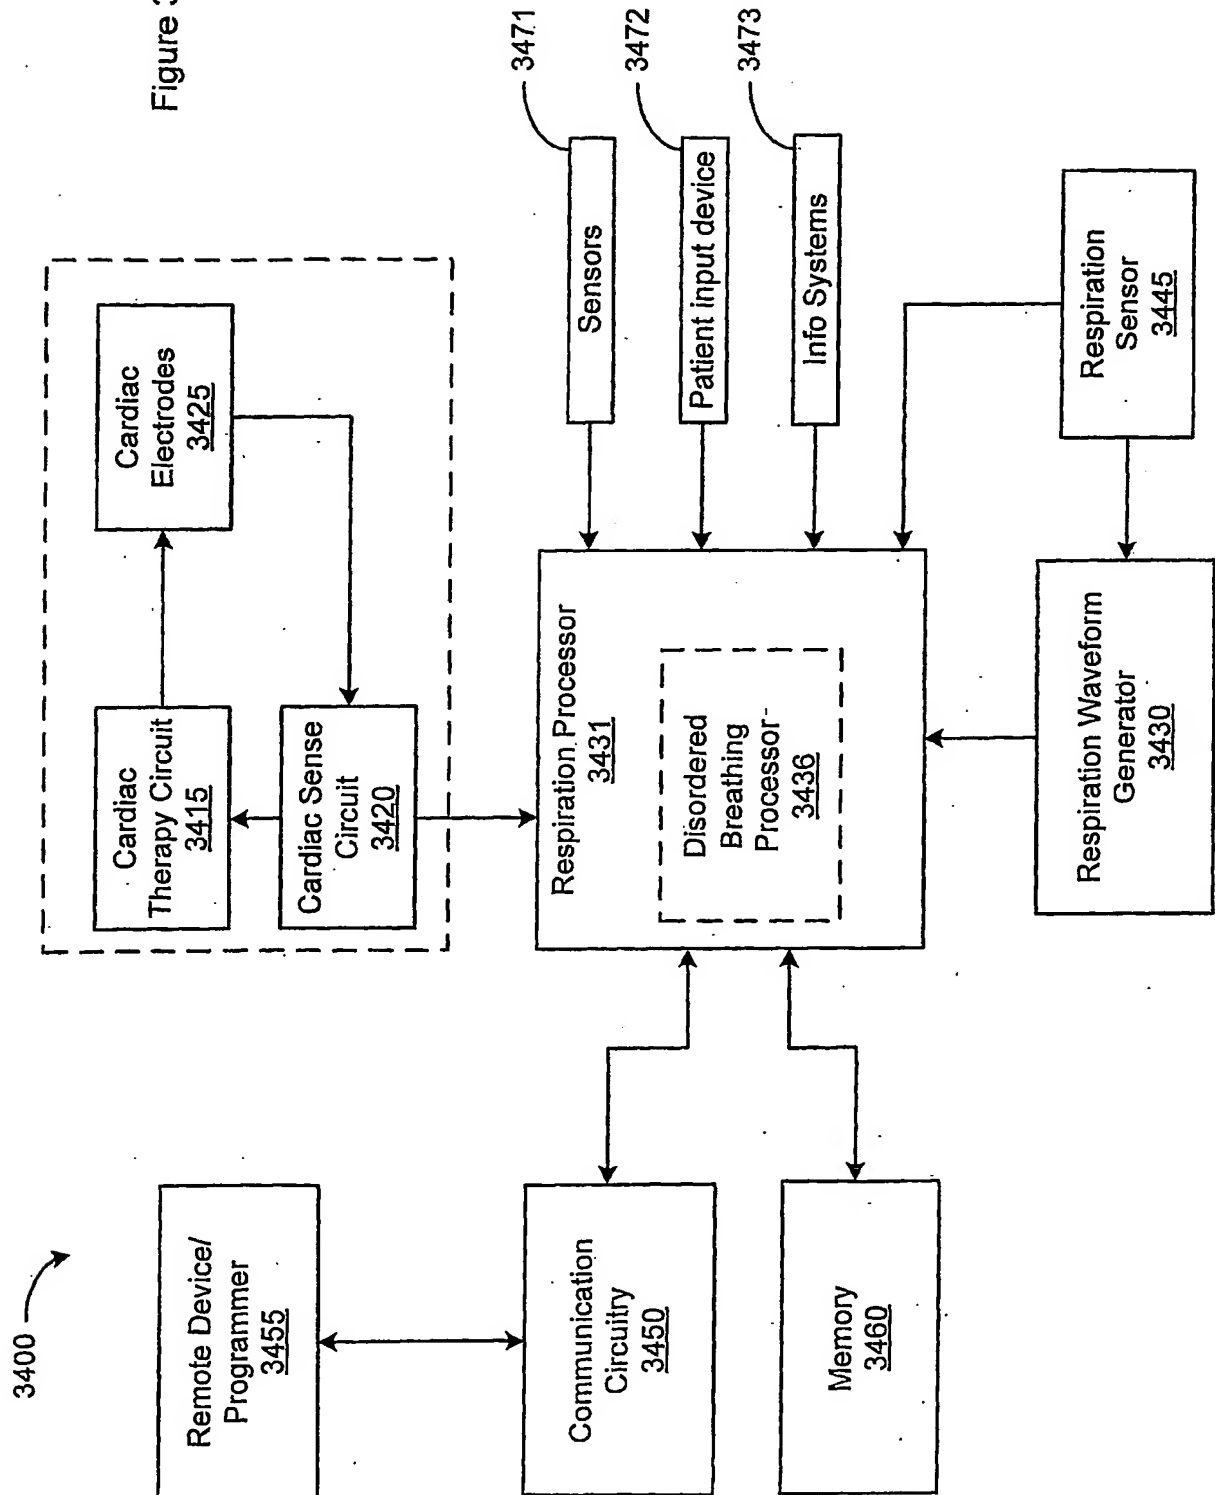 3400
Figure 3
Remote Device/
Programmer
3455
Cardiac
Therapy Circuit
3415
Cardiac
Electrodes
3425
Cardiac Sense
Circuit
3420
Communication
Circuitry
3450
Memory
3460
Respiration Processor
3431
Disordered
Breathing
Processor
3436
Sensors
3471
Patient input device
3472
Info Systems
3473
Respiration Waveform
Generator
3430
Respiration
Sensor
3445